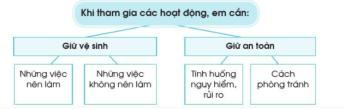 Khi tham gia các hoạt động, em cần:
Giữ vệ sinh
Giữ an toàn
Những việc
nên làm
Những việc
không nên làm
Tình huống
nguy hiểm,
rủi ro
Cách
phòng tránh